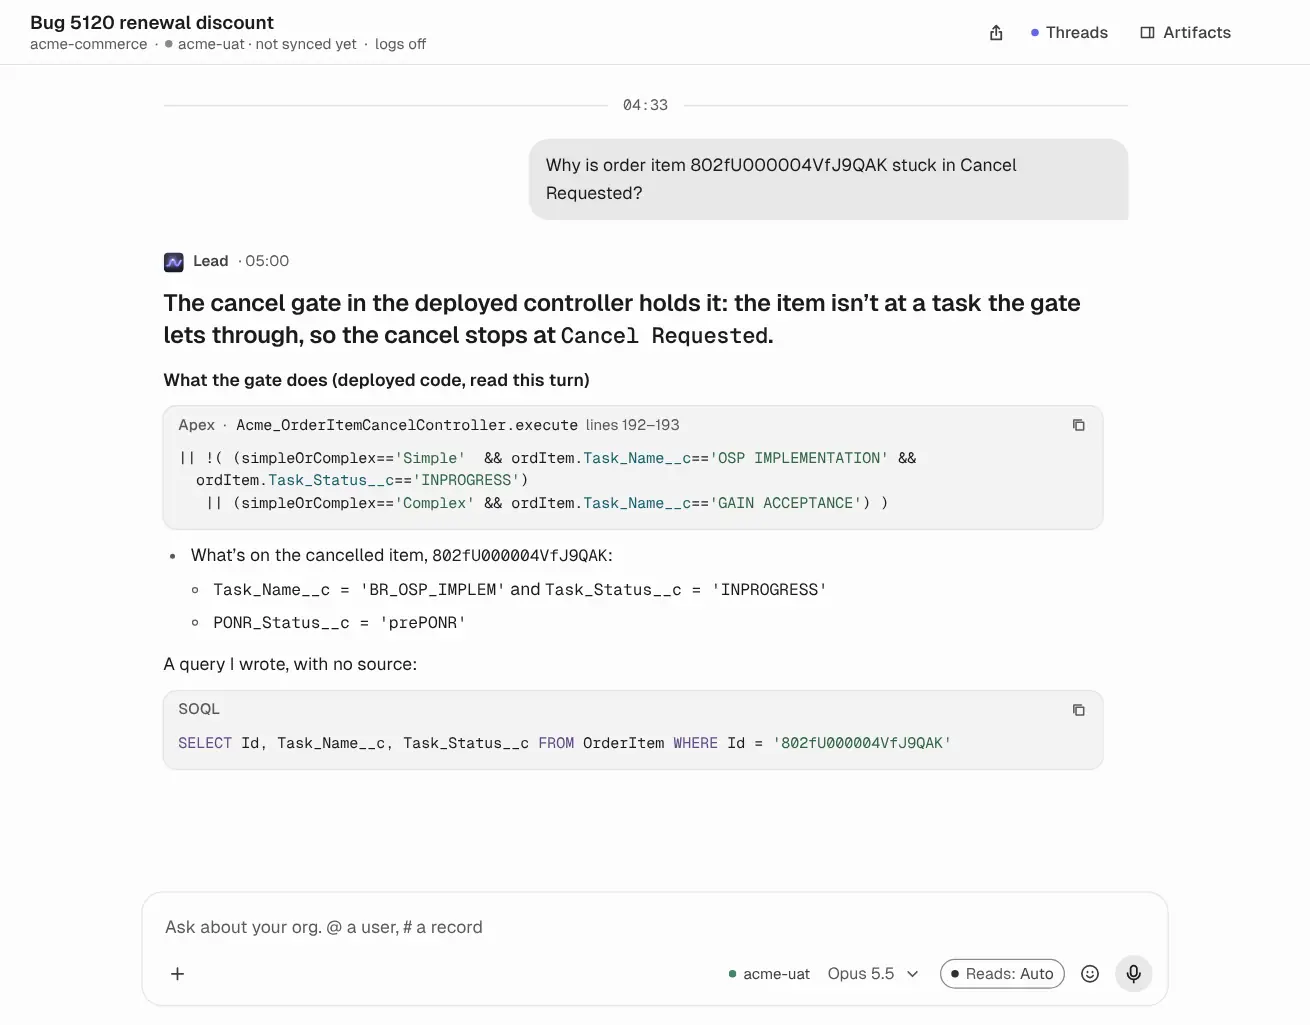 Bug 5120 renewal discount
acme-commerce · acme-uat · not synced yet · logs off
Threads
Artifacts
04:33
Why is order item 802fU000004VfJ9QAK stuck in Cancel
Requested?
Lead · 05:00
The cancel gate in the deployed controller holds it: the item isn’t at a task the gate
lets through, so the cancel stops at Cancel Requested.
What the gate does (deployed code, read this turn)
Apex · Acme_OrderItemCancelController.execute lines 192–193
|| !( (simpleOrComplex=='Simple'  && ordItem.Task_Name__c=='OSP IMPLEMENTATION' &&
ordItem.Task_Status__c=='INPROGRESS')
|| (simpleOrComplex=='Complex' && ordItem.Task_Name__c=='GAIN ACCEPTANCE') )
• What’s on the cancelled item, 802fU000004VfJ9QAK:
◦ Task_Name__c = 'BR_OSP_IMPLEM' and Task_Status__c = 'INPROGRESS'
◦ PONR_Status__c = 'prePONR'
A query I wrote, with no source:
SOQL
SELECT Id, Task_Name__c, Task_Status__c FROM OrderItem WHERE Id = '802fU000004VfJ9QAK'
Ask about your org. @ a user, # a record
acme-uat Opus 5.5 Reads: Auto